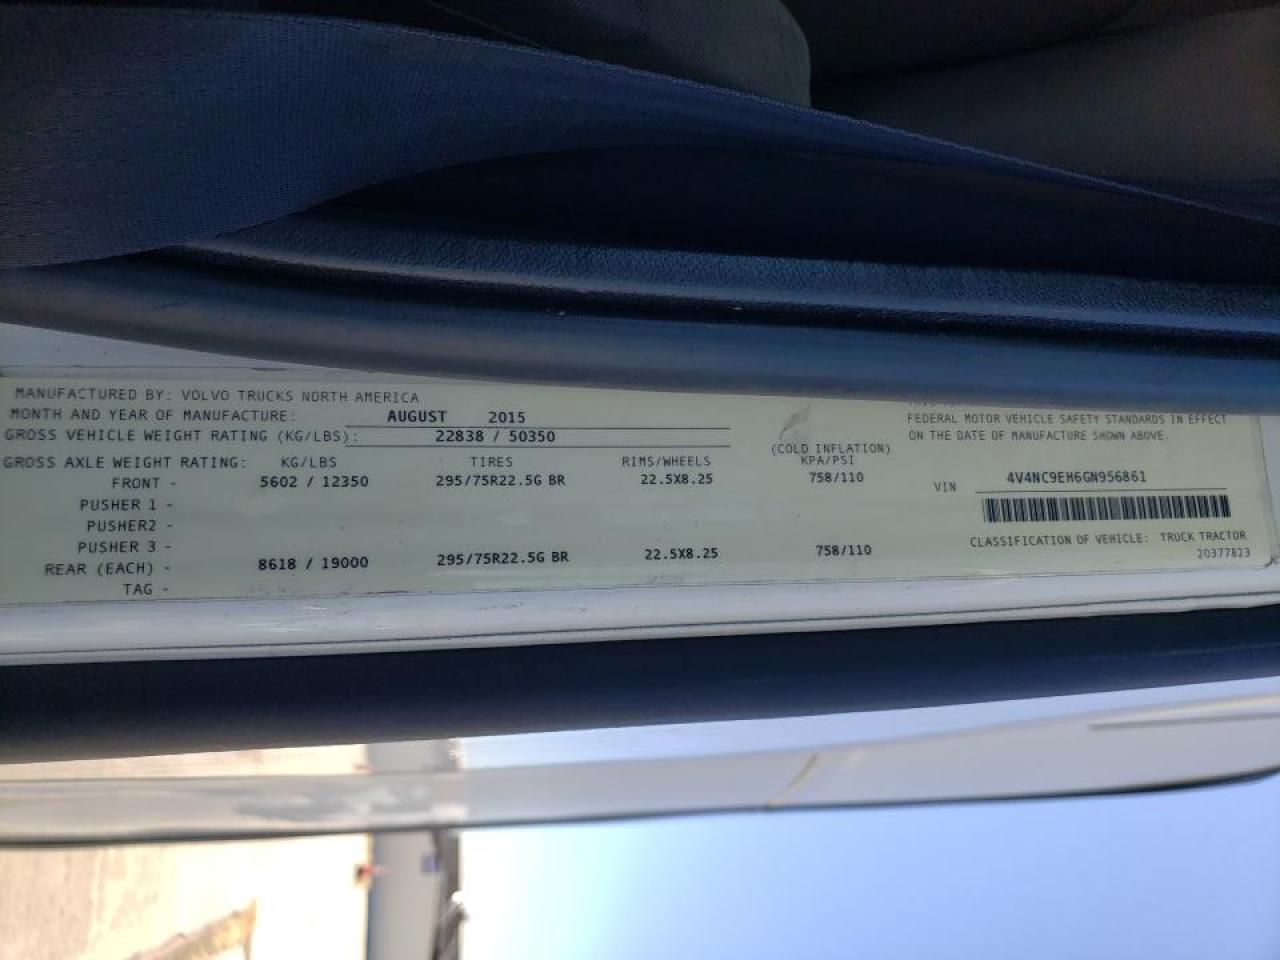 MANUFACTURED BY: VOLVO TRUCKS NORTH AMERICA
MONTH AND YEAR OF MANUFACTURE: AUGUST 2015
GROSS VEHICLE WEIGHT RATING (KG/LBS): 22838 / 50350
GROSS AXLE WEIGHT RATING: KG/LBS TIRES RIMS/WHEELS (COLD INFLATION) KPA/PSI
FRONT - 5602 / 12350 295/75R22.5G BR 22.5X8.25 758/110
PUSHER 1 -
PUSHER2 -
PUSHER 3 -
REAR (EACH) - 8618 / 19000 295/75R22.5G BR 22.5X8.25 758/110
TAG -
FEDERAL MOTOR VEHICLE SAFETY STANDARDS IN EFFECT
ON THE DATE OF MANUFACTURE SHOWN ABOVE.
VIN 4V4NC9EH6GN956861
CLASSIFICATION OF VEHICLE: TRUCK TRACTOR
20377823